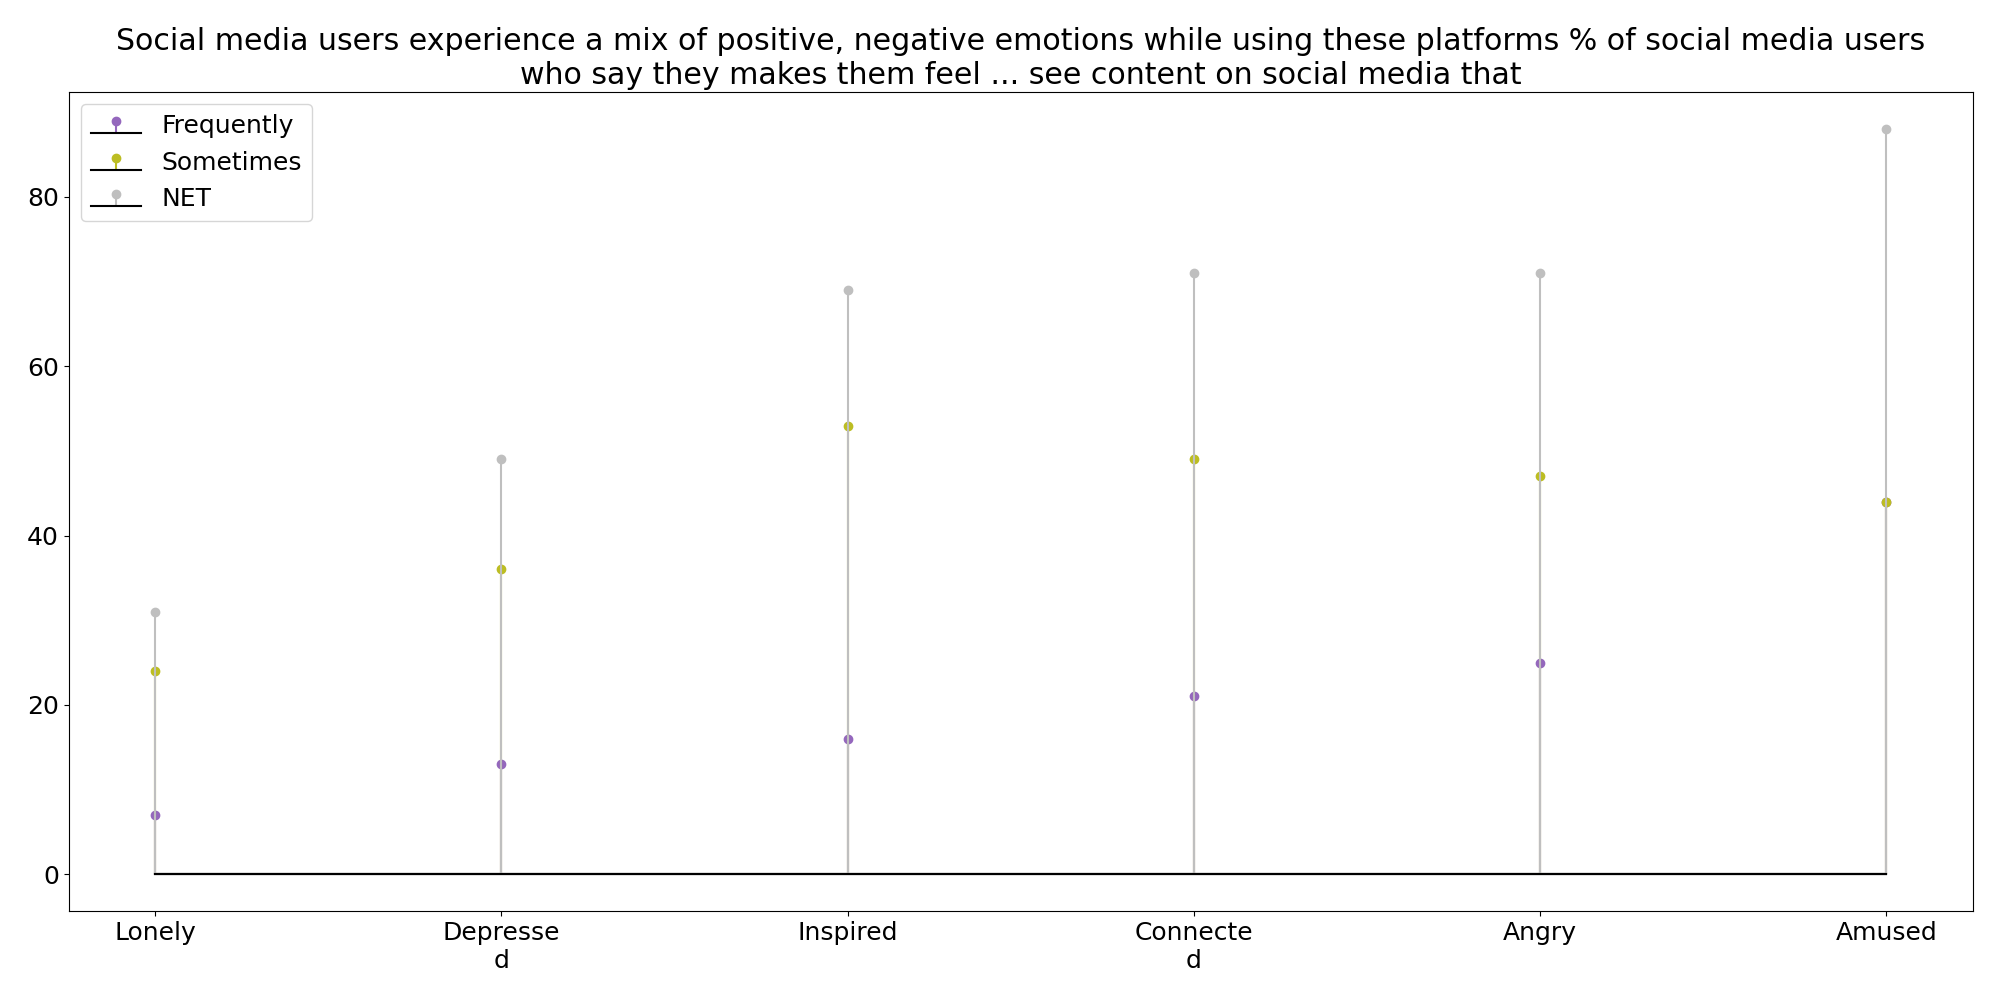 Social media users experience a mix of positive, negative emotions while using these platforms % of social media users
who say they makes them feel ... see content on social media that
Frequently
Sometimes
NET
80
60
40
20
0
Lonely
Depresse
d
Inspired
Connecte
d
Angry
Amused